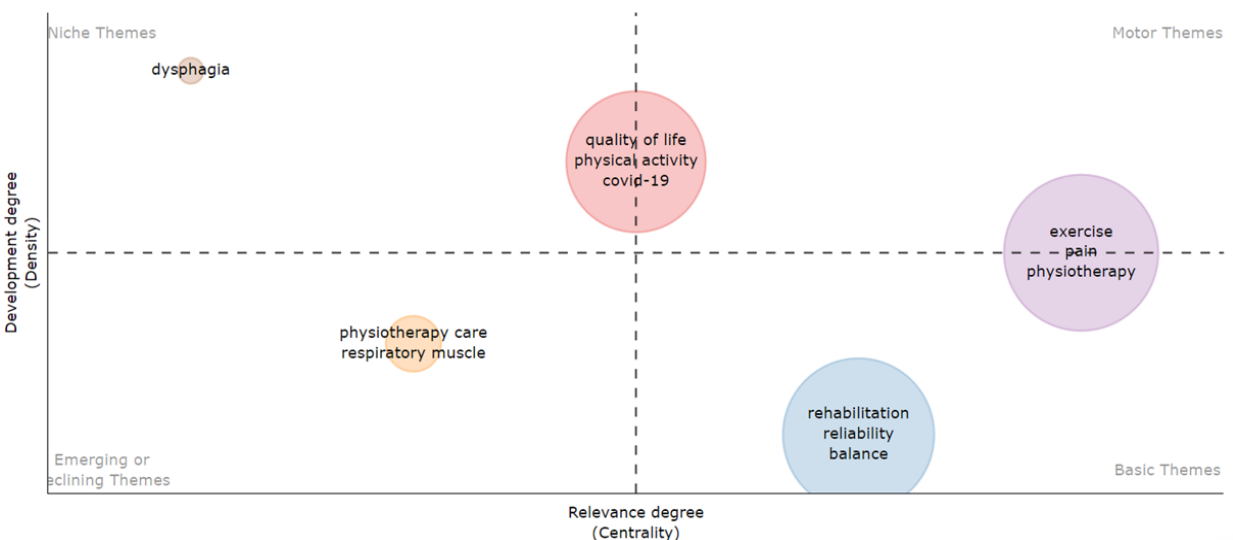 Niche Themes
Motor Themes
dysphagia
quality of life
physical activity
covid-19
exercise
pain
physiotherapy
Development degree
(Density)
physiotherapy care
respiratory muscle
rehabilitation
reliability
balance
Emerging or
eclining Themes
Basic Themes
Relevance degree
(Centrality)